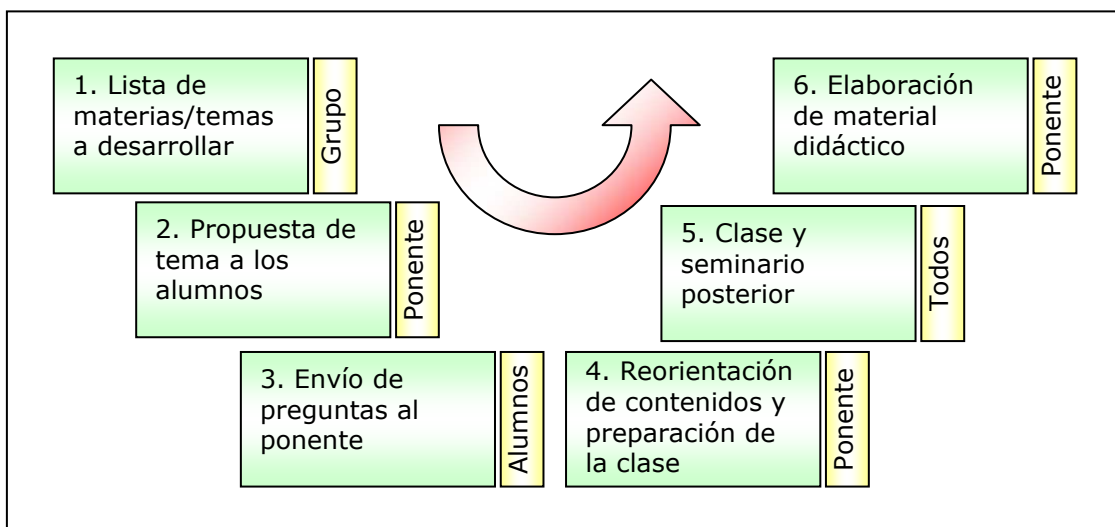 1. Lista de
materias/temas
a desarrollar
Grupo
2. Propuesta de
tema a los
alumnos
Ponente
3. Envío de
preguntas al
ponente
Alumnos
4. Reorientación
de contenidos y
preparación de
la clase
Ponente
5. Clase y
seminario
posterior
Todos
6. Elaboración
de material
didáctico
Ponente